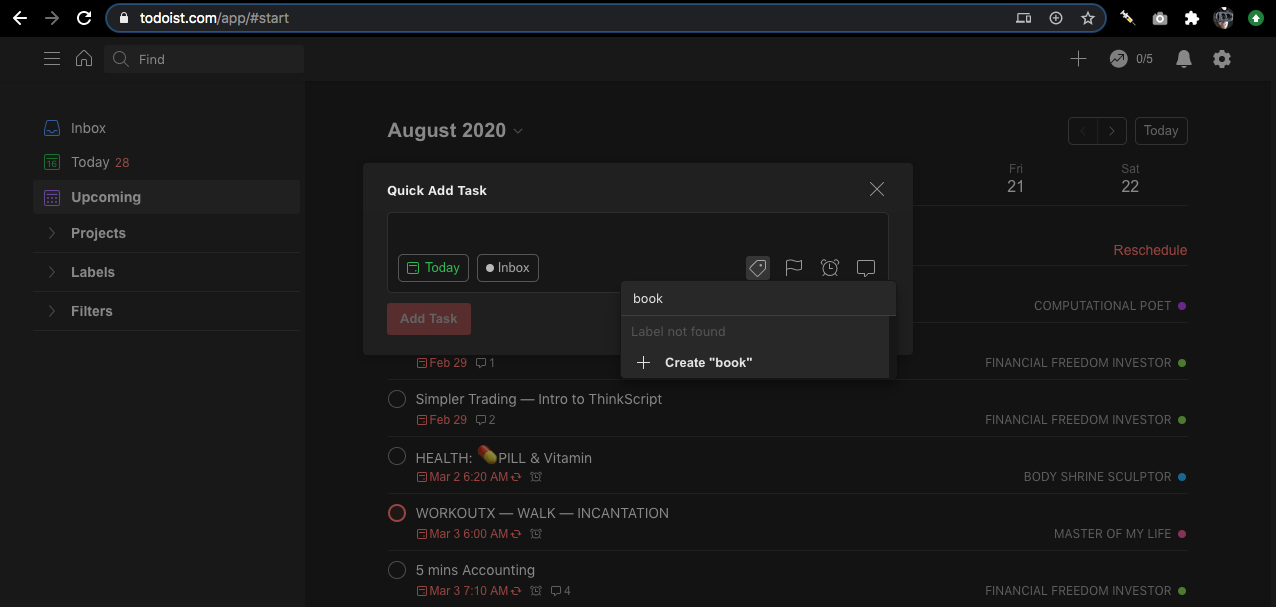 todoist.com/app/#start
Find
0/5
Inbox
16 Today 28
Upcoming
Projects
Labels
Filters
August 2020
Today
Fri
21
Sat
22
Quick Add Task
Today
Inbox
Add Task
book
Label not found
Create "book"
Reschedule
COMPUTATIONAL POET
Feb 29 1
FINANCIAL FREEDOM INVESTOR
Simpler Trading — Intro to ThinkScript
Feb 29 2
FINANCIAL FREEDOM INVESTOR
HEALTH: 💊PILL & Vitamin
Mar 2 6:20 AM
BODY SHRINE SCULPTOR
WORKOUTX — WALK — INCANTATION
Mar 3 6:00 AM
MASTER OF MY LIFE
5 mins Accounting
Mar 3 7:10 AM 4
FINANCIAL FREEDOM INVESTOR